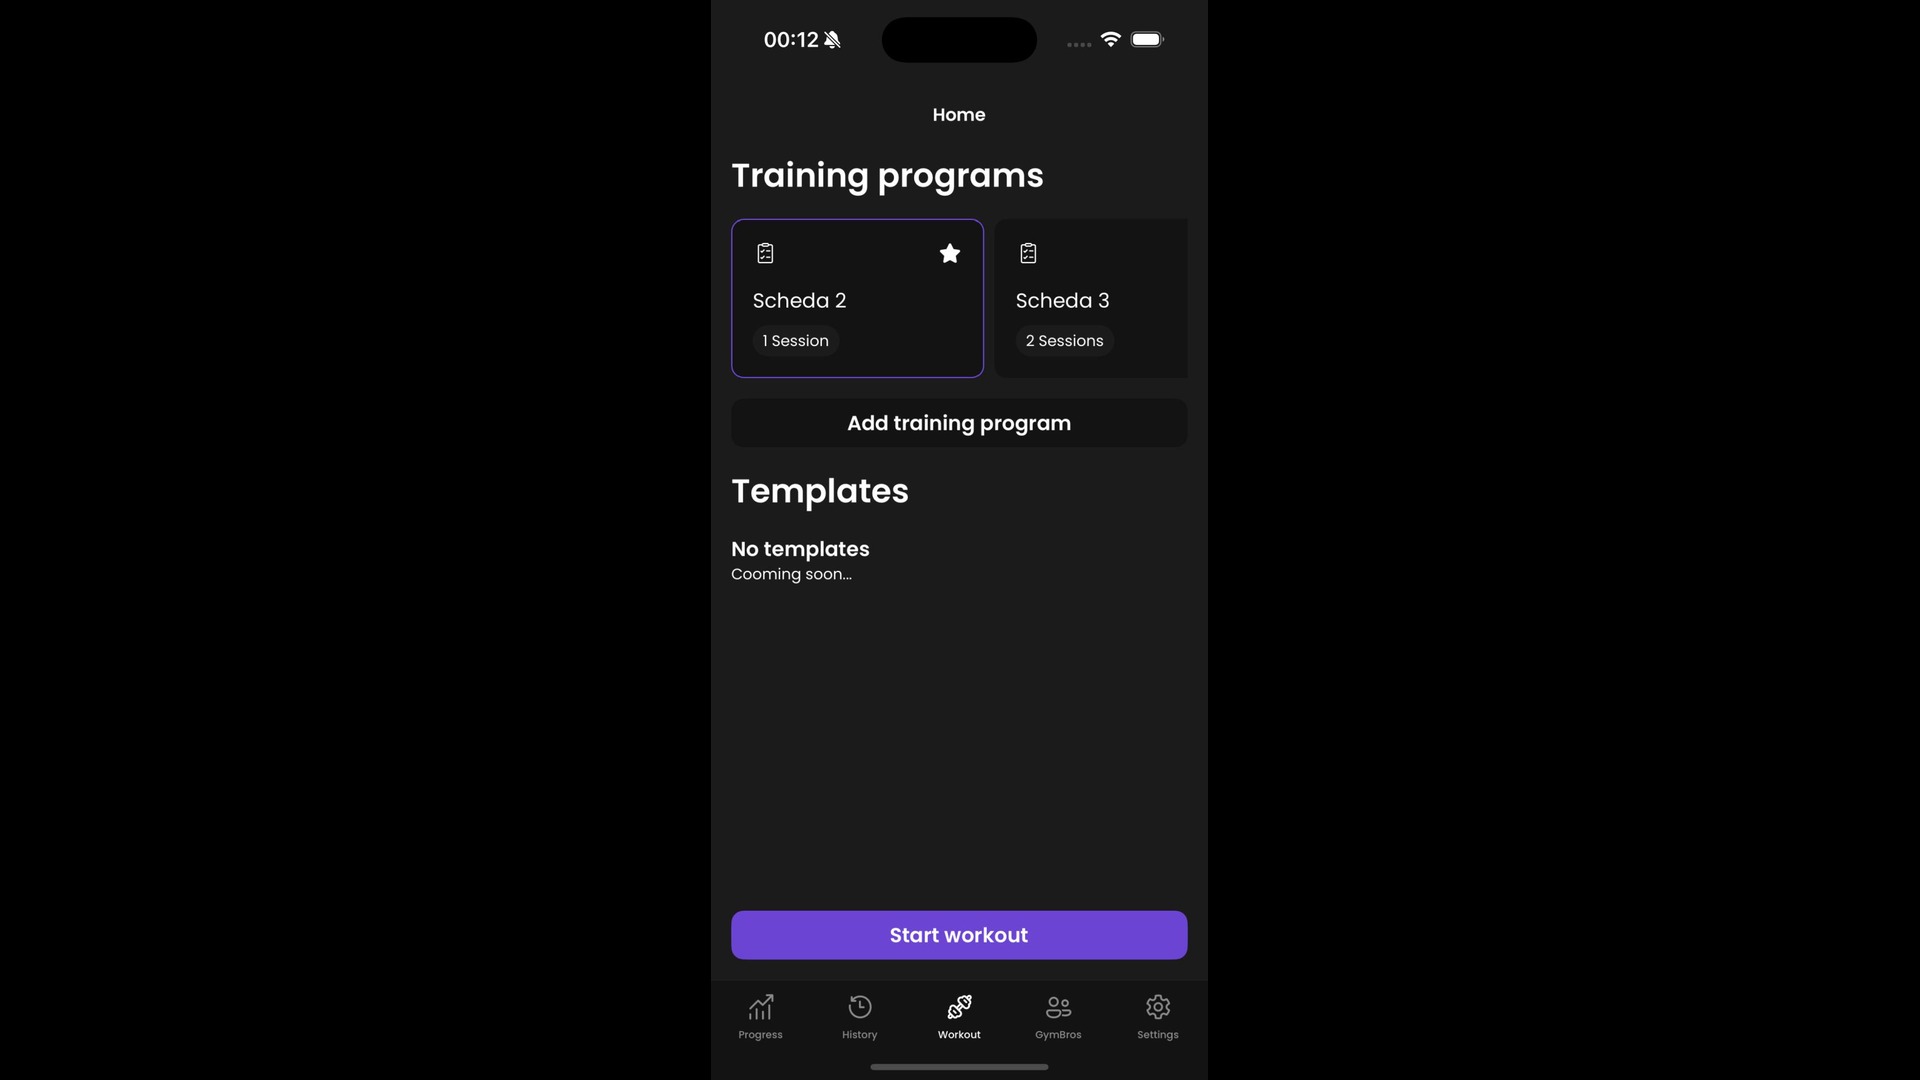 00:12
Home
Training programs
Scheda 2
1 Session
Scheda 3
2 Sessions
Add training program
Templates
No templates
Cooming soon...
Start workout
Progress
History
Workout
GymBros
Settings